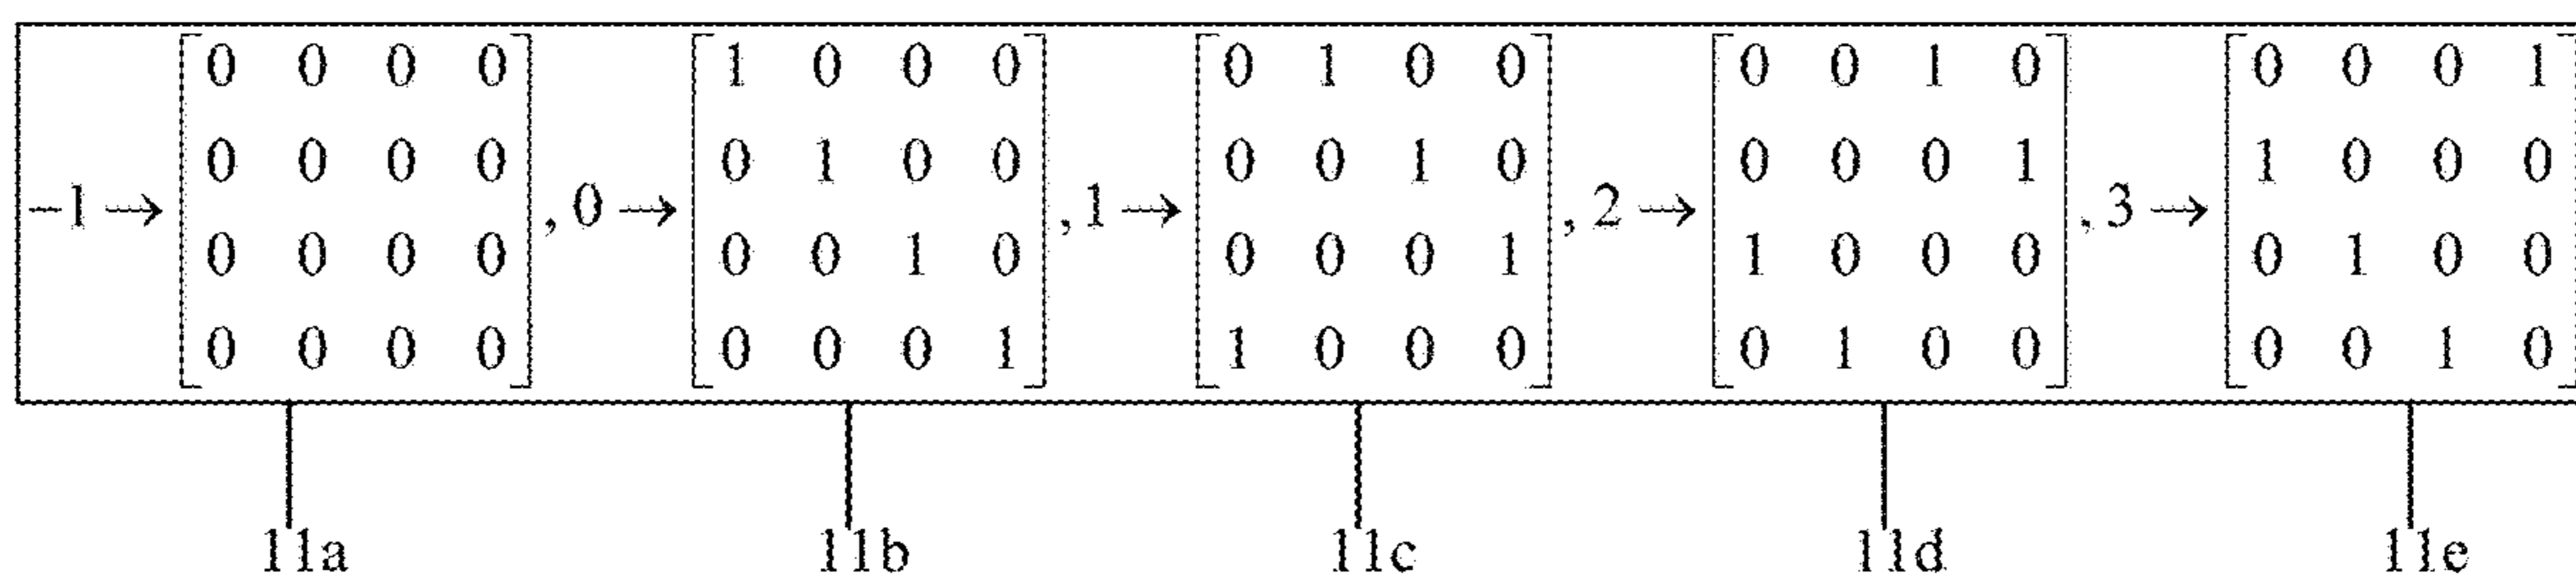 0 0 0 0 1 0 0 0 0 1 0 0 0 0 1 0 0 0 0 1
0 0 0 0 0 1 0 0 0 0 1 0 0 0 0 1 1 0 0 0
−1 → , 0 → , 1 → , 2 → , 3 →
0 0 0 0 0 0 1 0 0 0 0 1 1 0 0 0 0 1 0 0
0 0 0 0 0 0 0 1 1 0 0 0 0 1 0 0 0 0 1 0
11a 11b 11c 11d 11e